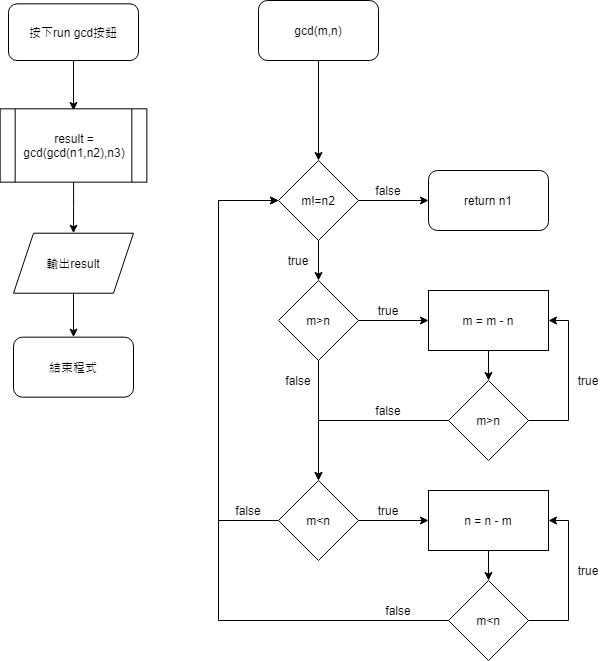 按下run gcd按鈕
result =
gcd(gcd(n1,n2),n3)
輸出result
結束程式
gcd(m,n)
m!=n2
false
return n1
true
m>n
true
m = m - n
true
false
m>n
false
m<n
true
n = n - m
false
true
m<n
false